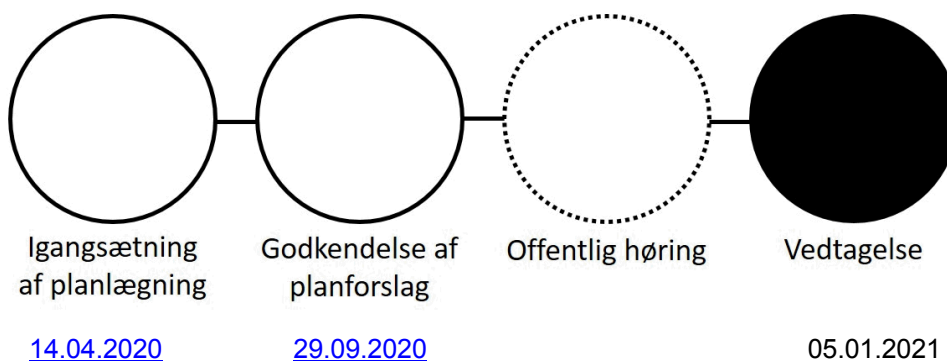 Igangsætning
af planlægning
Godkendelse af
planforslag
Offentlig høring
Vedtagelse
14.04.2020
29.09.2020
05.01.2021